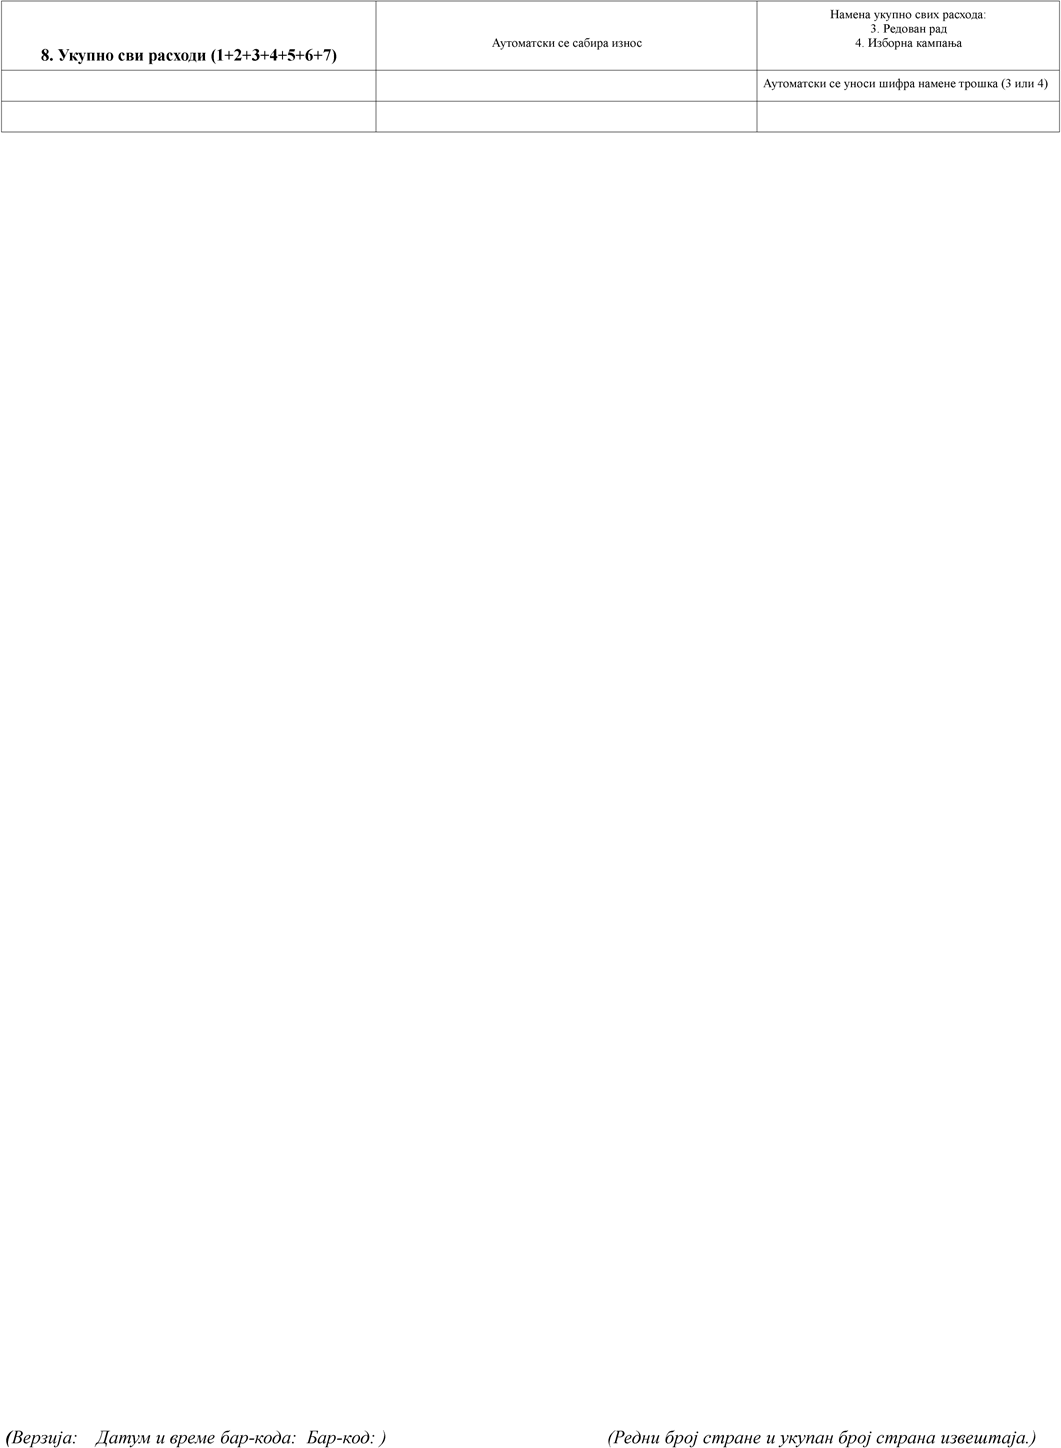 8. Укупно сви расходи (1+2+3+4+5+6+7)
Аутоматски се сабира износ
Намена укупно свих расхода:
3. Редован рад
4. Изборна кампања
Аутоматски се уноси шифра намене трошка (3 или 4)
(Верзија: Датум и време бар-кода: Бар-код: )
(Редни број стране и укупан број страна извештаја.)